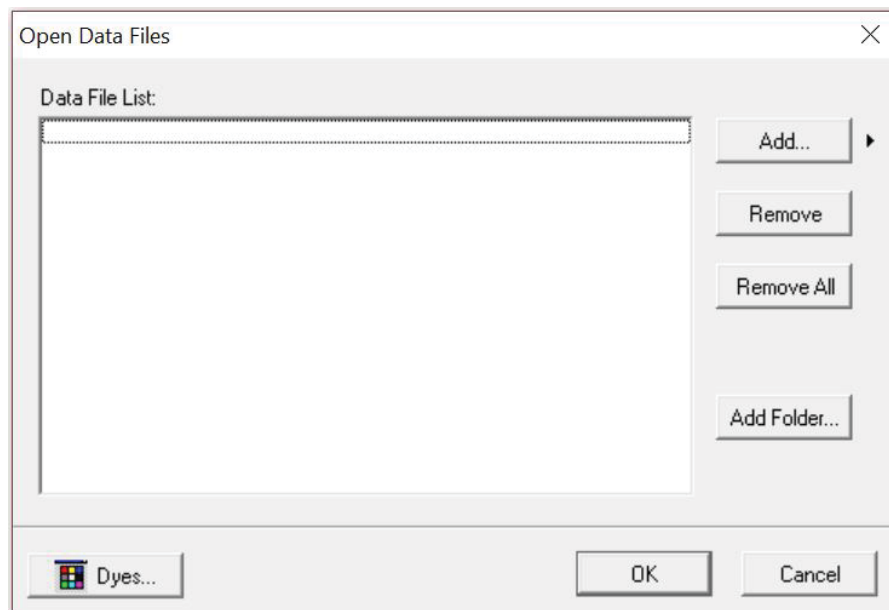 Open Data Files
Data File List:
Add...
Remove
Remove All
Add Folder...
Dyes...
OK
Cancel